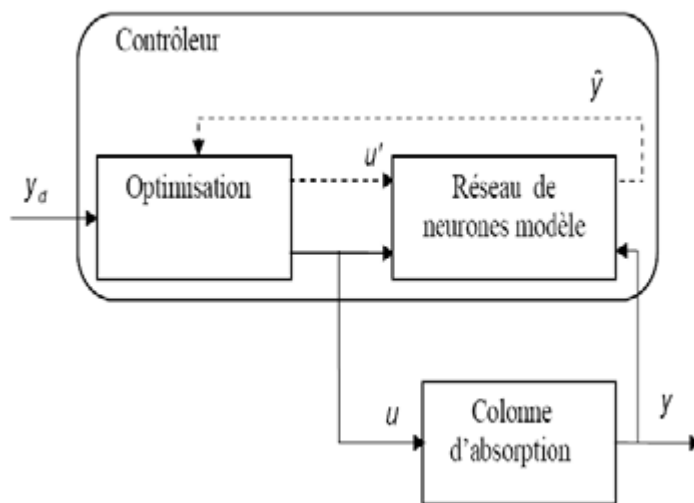 Contrôleur
ŷ
u'
y_d
Optimisation
Réseau de
neurones modèle
u
Colonne
d'absorption
y